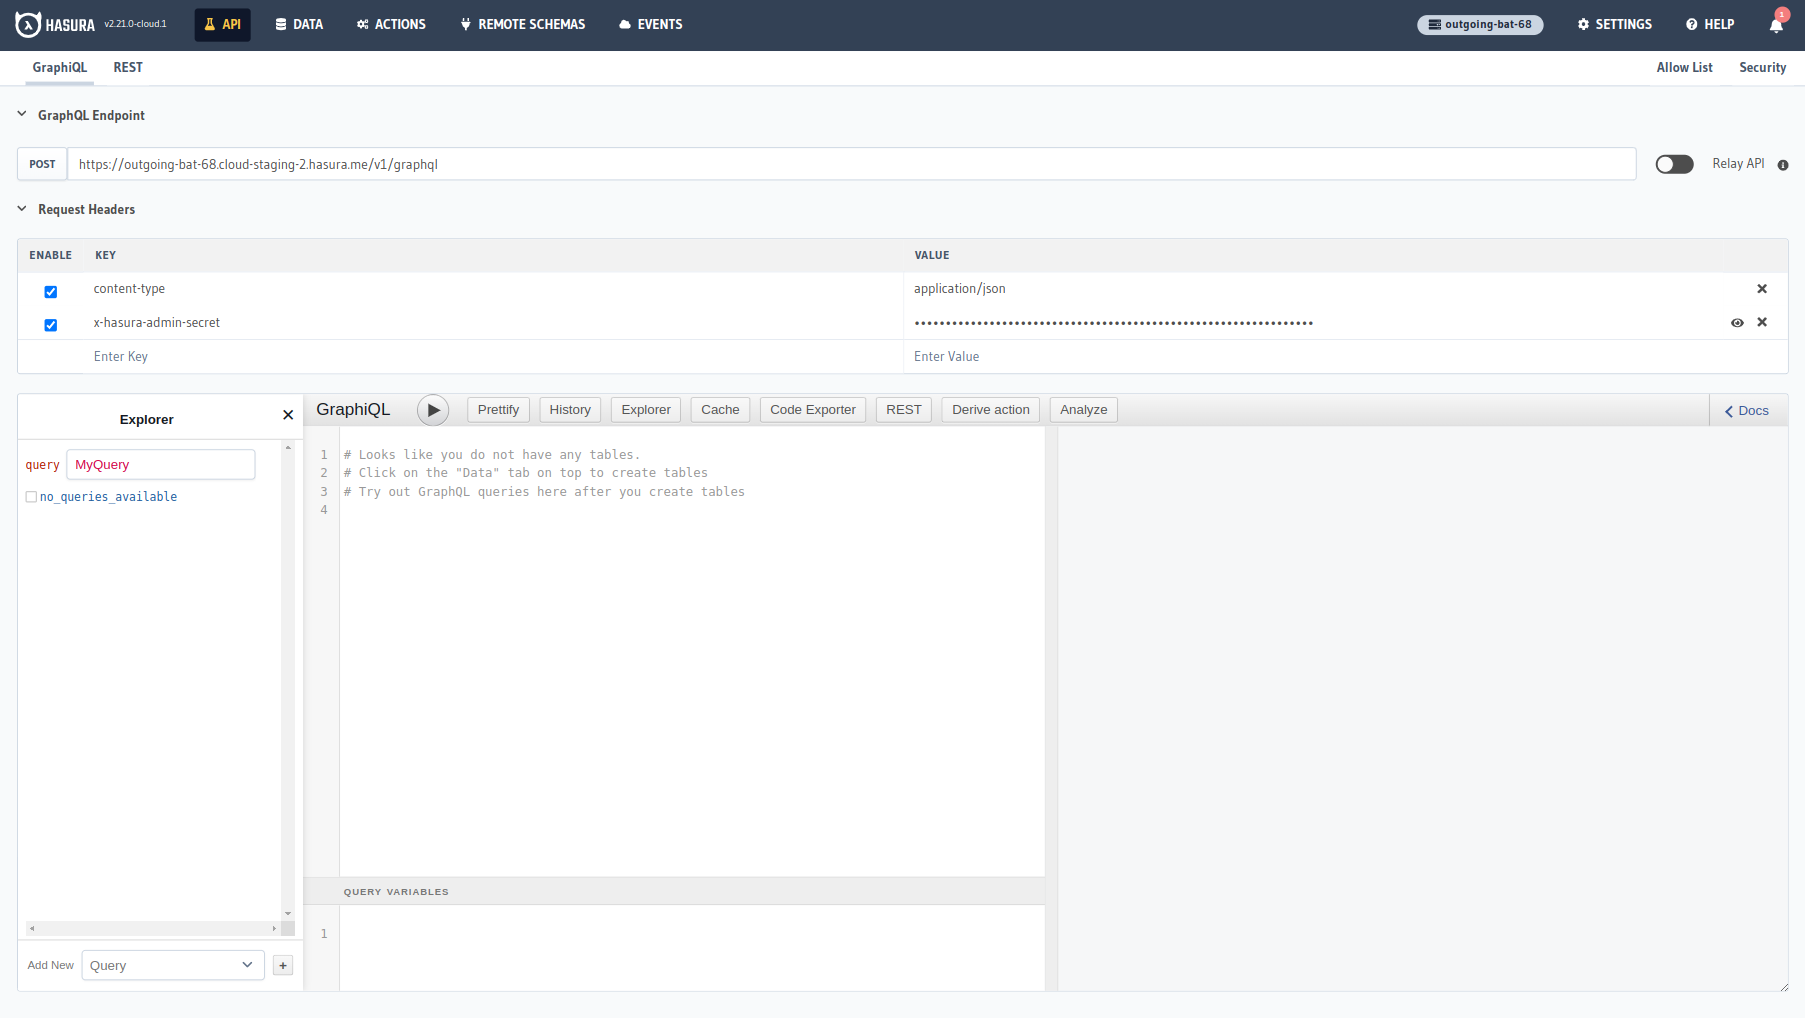 HASURA v2.21.0-cloud.1 API DATA ACTIONS REMOTE SCHEMAS EVENTS outgoing-bat-68 SETTINGS HELP 1
GraphiQL REST Allow List Security
GraphQL Endpoint
POST https://outgoing-bat-68.cloud-staging-2.hasura.me/v1/graphql Relay API
Request Headers
ENABLE KEY VALUE
content-type application/json
x-hasura-admin-secret ••••••••••••••••••••••••••••••••••••••••••••••••••••••••••••••••
Enter Key Enter Value
Explorer GraphiQL Prettify History Explorer Cache Code Exporter REST Derive action Analyze Docs
query MyQuery
no_queries_available
1 # Looks like you do not have any tables.
2 # Click on the "Data" tab on top to create tables
3 # Try out GraphQL queries here after you create tables
4
QUERY VARIABLES
1
Add New Query +